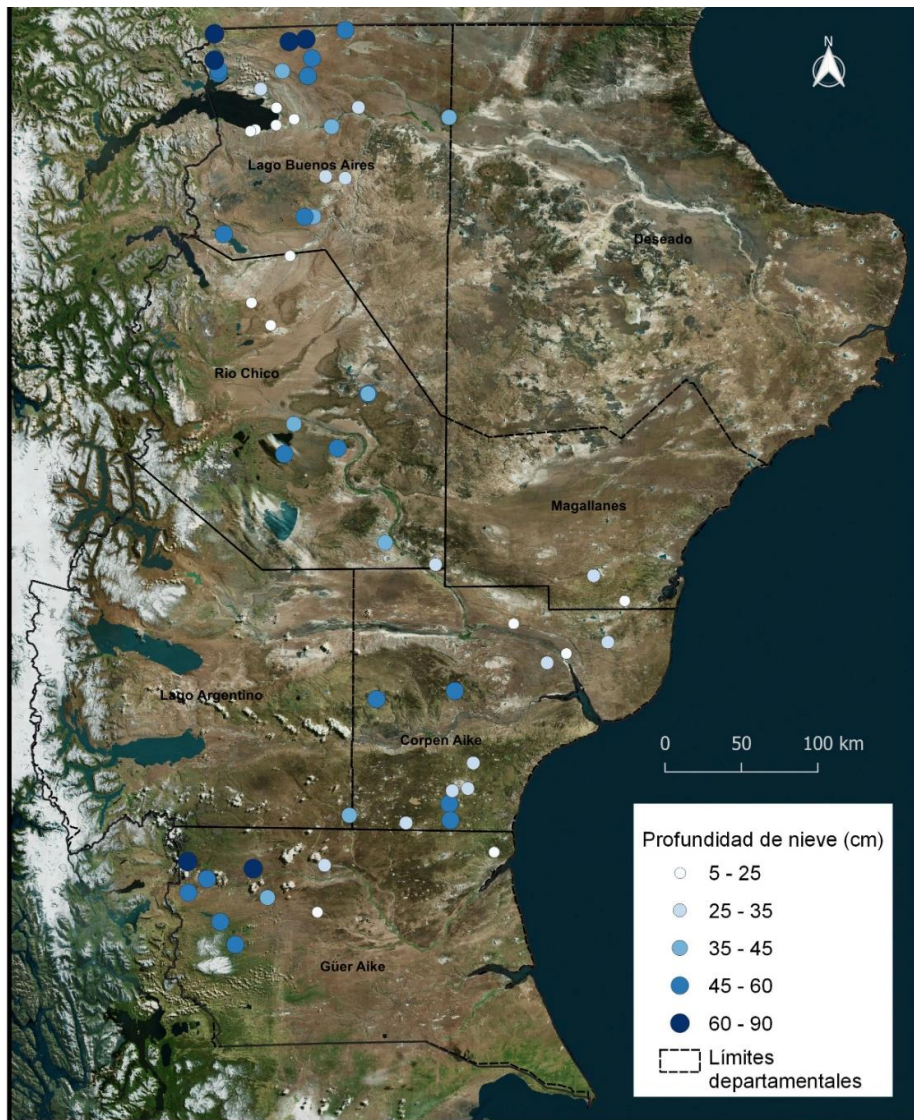 N
Lago Buenos Aires
Deseado
Rio Chico
Magallanes
Lago Argentino
Corpen Aike
Güer Aike
0 50 100 km
Profundidad de nieve (cm)
5 - 25
25 - 35
35 - 45
45 - 60
60 - 90
Límites
departamentales